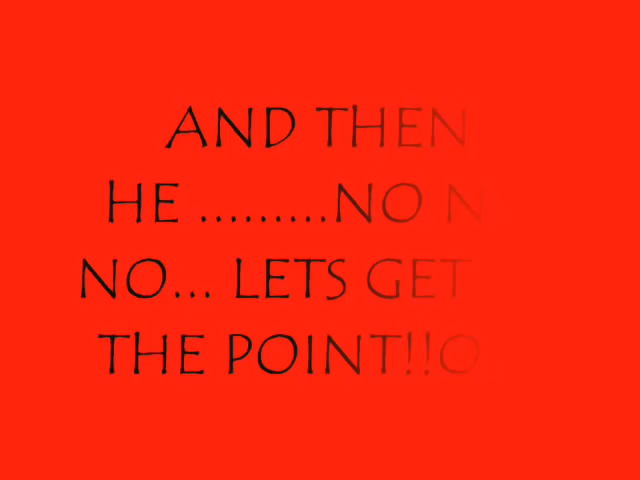 AND THEN
HE .........NO N
NO... LETS GET
THE POINT!!O